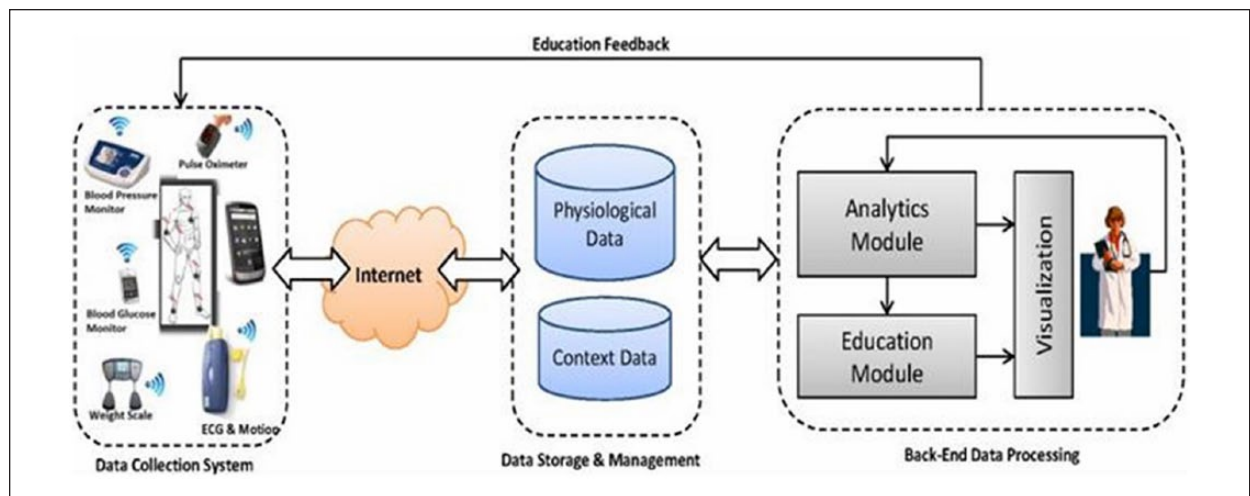 Education Feedback
Pulse Oximeter
Blood Pressure
Monitor
Blood Glucose
Monitor
Weight Scale
ECG & Motion
Data Collection System
Internet
Physiological
Data
Context Data
Data Storage & Management
Analytics
Module
Education
Module
Visualization
Back-End Data Processing